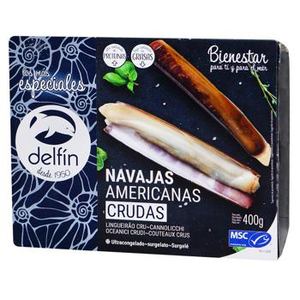 los más
especiales
PROTEÍNAS
GRASAS
Bienestar
para ti y para el mar
delfín
desde 1950
NAVAJAS
AMERICANAS
CRUDAS
LINGUEIRÃO CRU-CANNOLICCHI
OCEANICI CRUDI-COUTEAUX CRUS
Ultracongelado-surgelato-Surgelé
400g
MSC